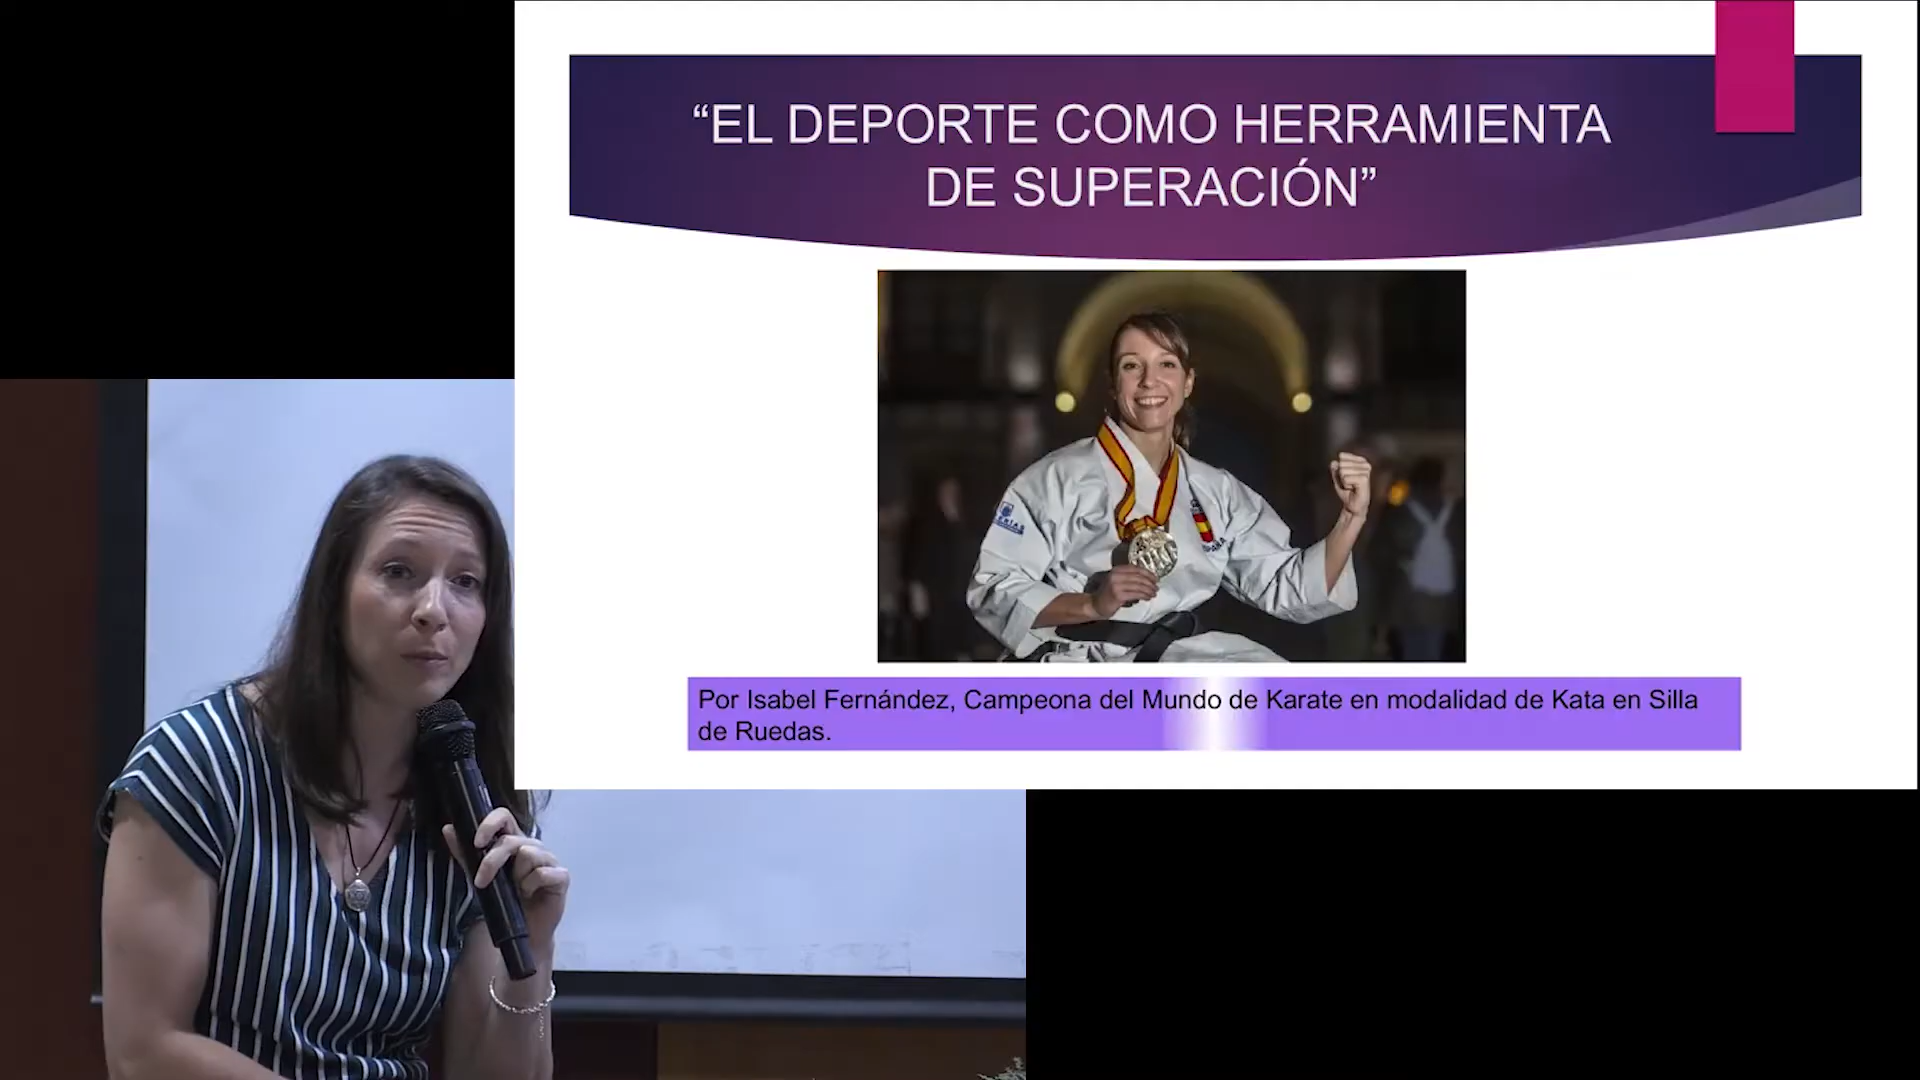 “EL DEPORTE COMO HERRAMIENTA
DE SUPERACIÓN”
Por Isabel Fernández, Campeona del Mundo de Karate en modalidad de Kata en Silla
de Ruedas.